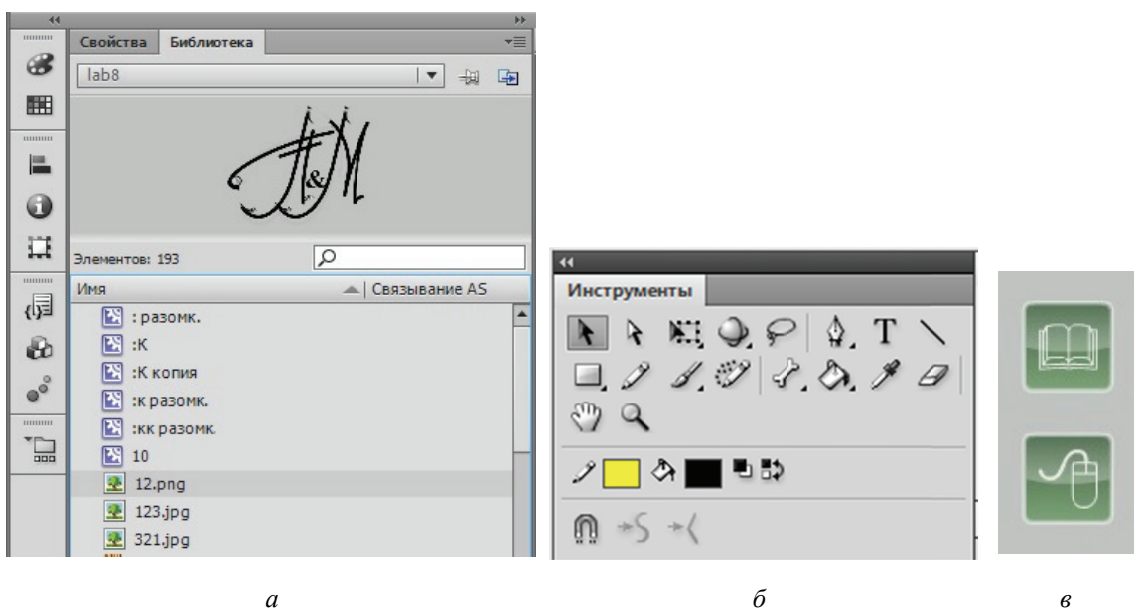 Свойства Библиотека
lab8
&
Элементов: 193
Имя Связывание AS
: разомк.
:К
:К копия
:к разомк.
:кк разомк.
10
12.png
123.jpg
321.jpg
Инструменты
T
а б в